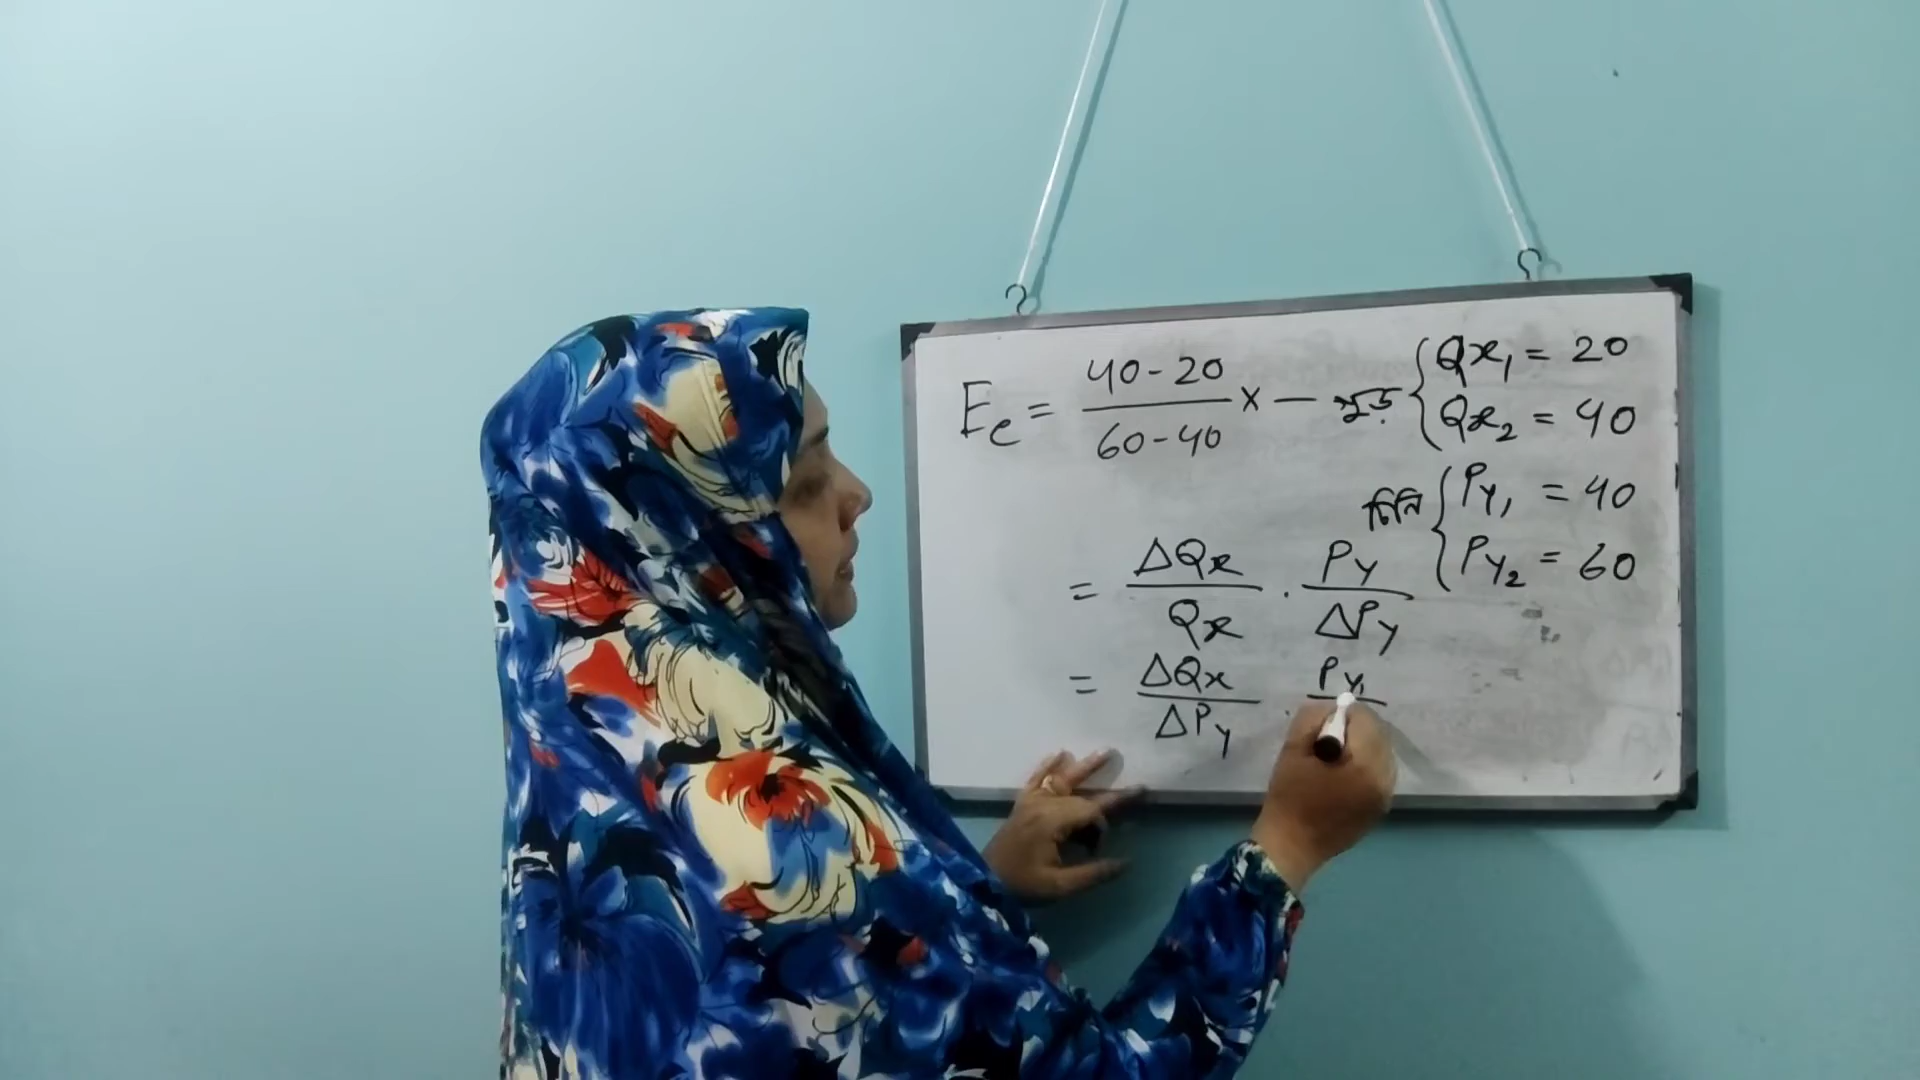 Ec = 40-20 / 60-40 × — গুড় { Qx₁ = 20
Qx₂ = 40
চিনি { Py₁ = 40
Py₂ = 60
= ΔQx / Qx . Py / ΔPy
= ΔQx / ΔPy . Py₁